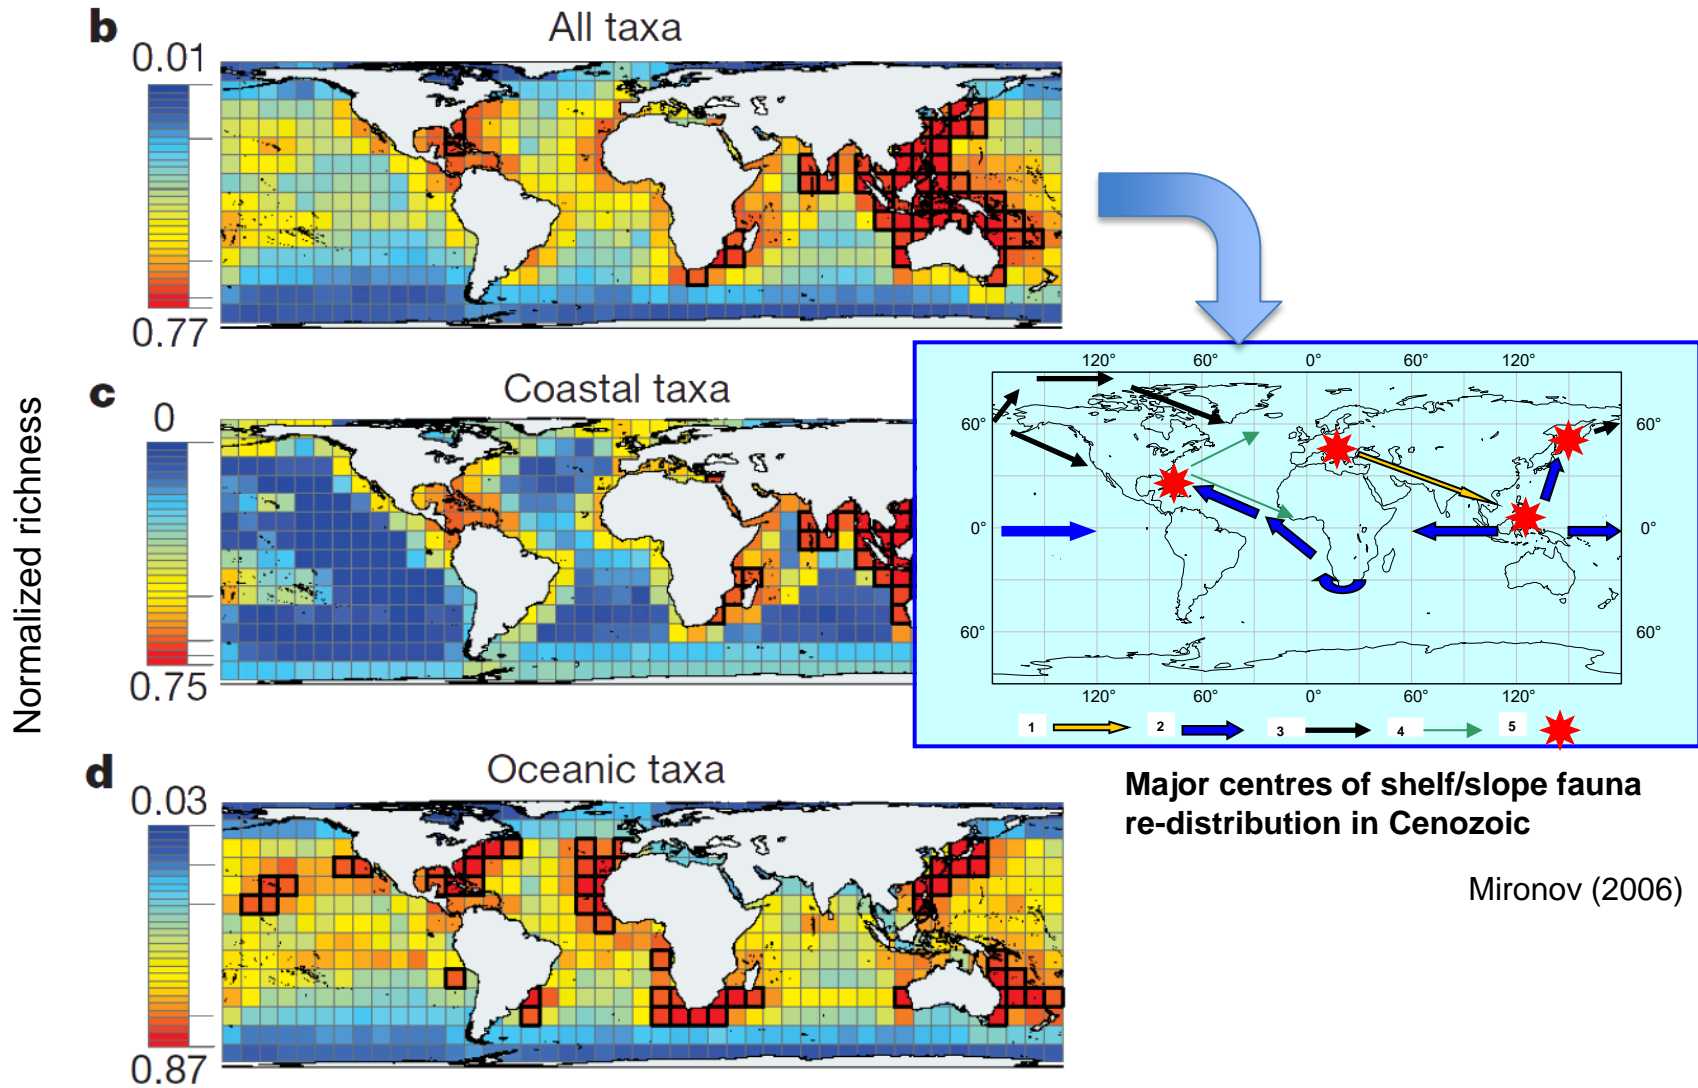 b
All taxa
0.01
0.77
Normalized richness
c
Coastal taxa
0
0.75
120° 60° 0° 60° 120°
60° 60°
0° 0°
60° 60°
120° 60° 0° 60° 120°
1 2 3 4 5
Major centres of shelf/slope fauna
re-distribution in Cenozoic
Mironov (2006)
d
Oceanic taxa
0.03
0.87